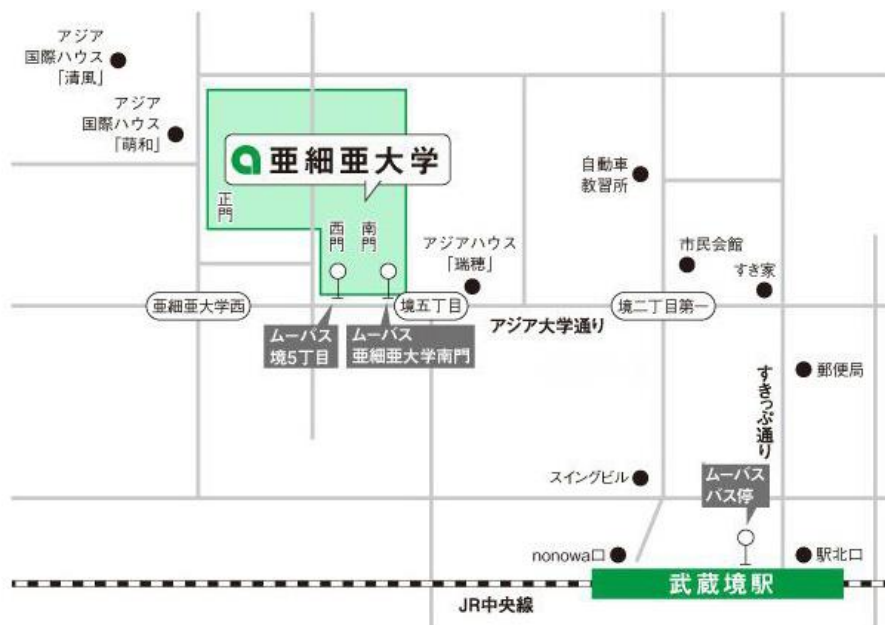 アジア
国際ハウス
「清風」
アジア
国際ハウス
「萌和」
亜細亜大学
正門
西門
南門
自動車
教習所
アジアハウス
「瑞穂」
市民会館
すき家
亜細亜大学西
境五丁目
境二丁目第一
アジア大学通り
ムーバス
境5丁目
ムーバス
亜細亜大学南門
郵便局
すきっぷ通り
スイングビル
ムーバス
バス停
nonowa口
駅北口
武蔵境駅
JR中央線